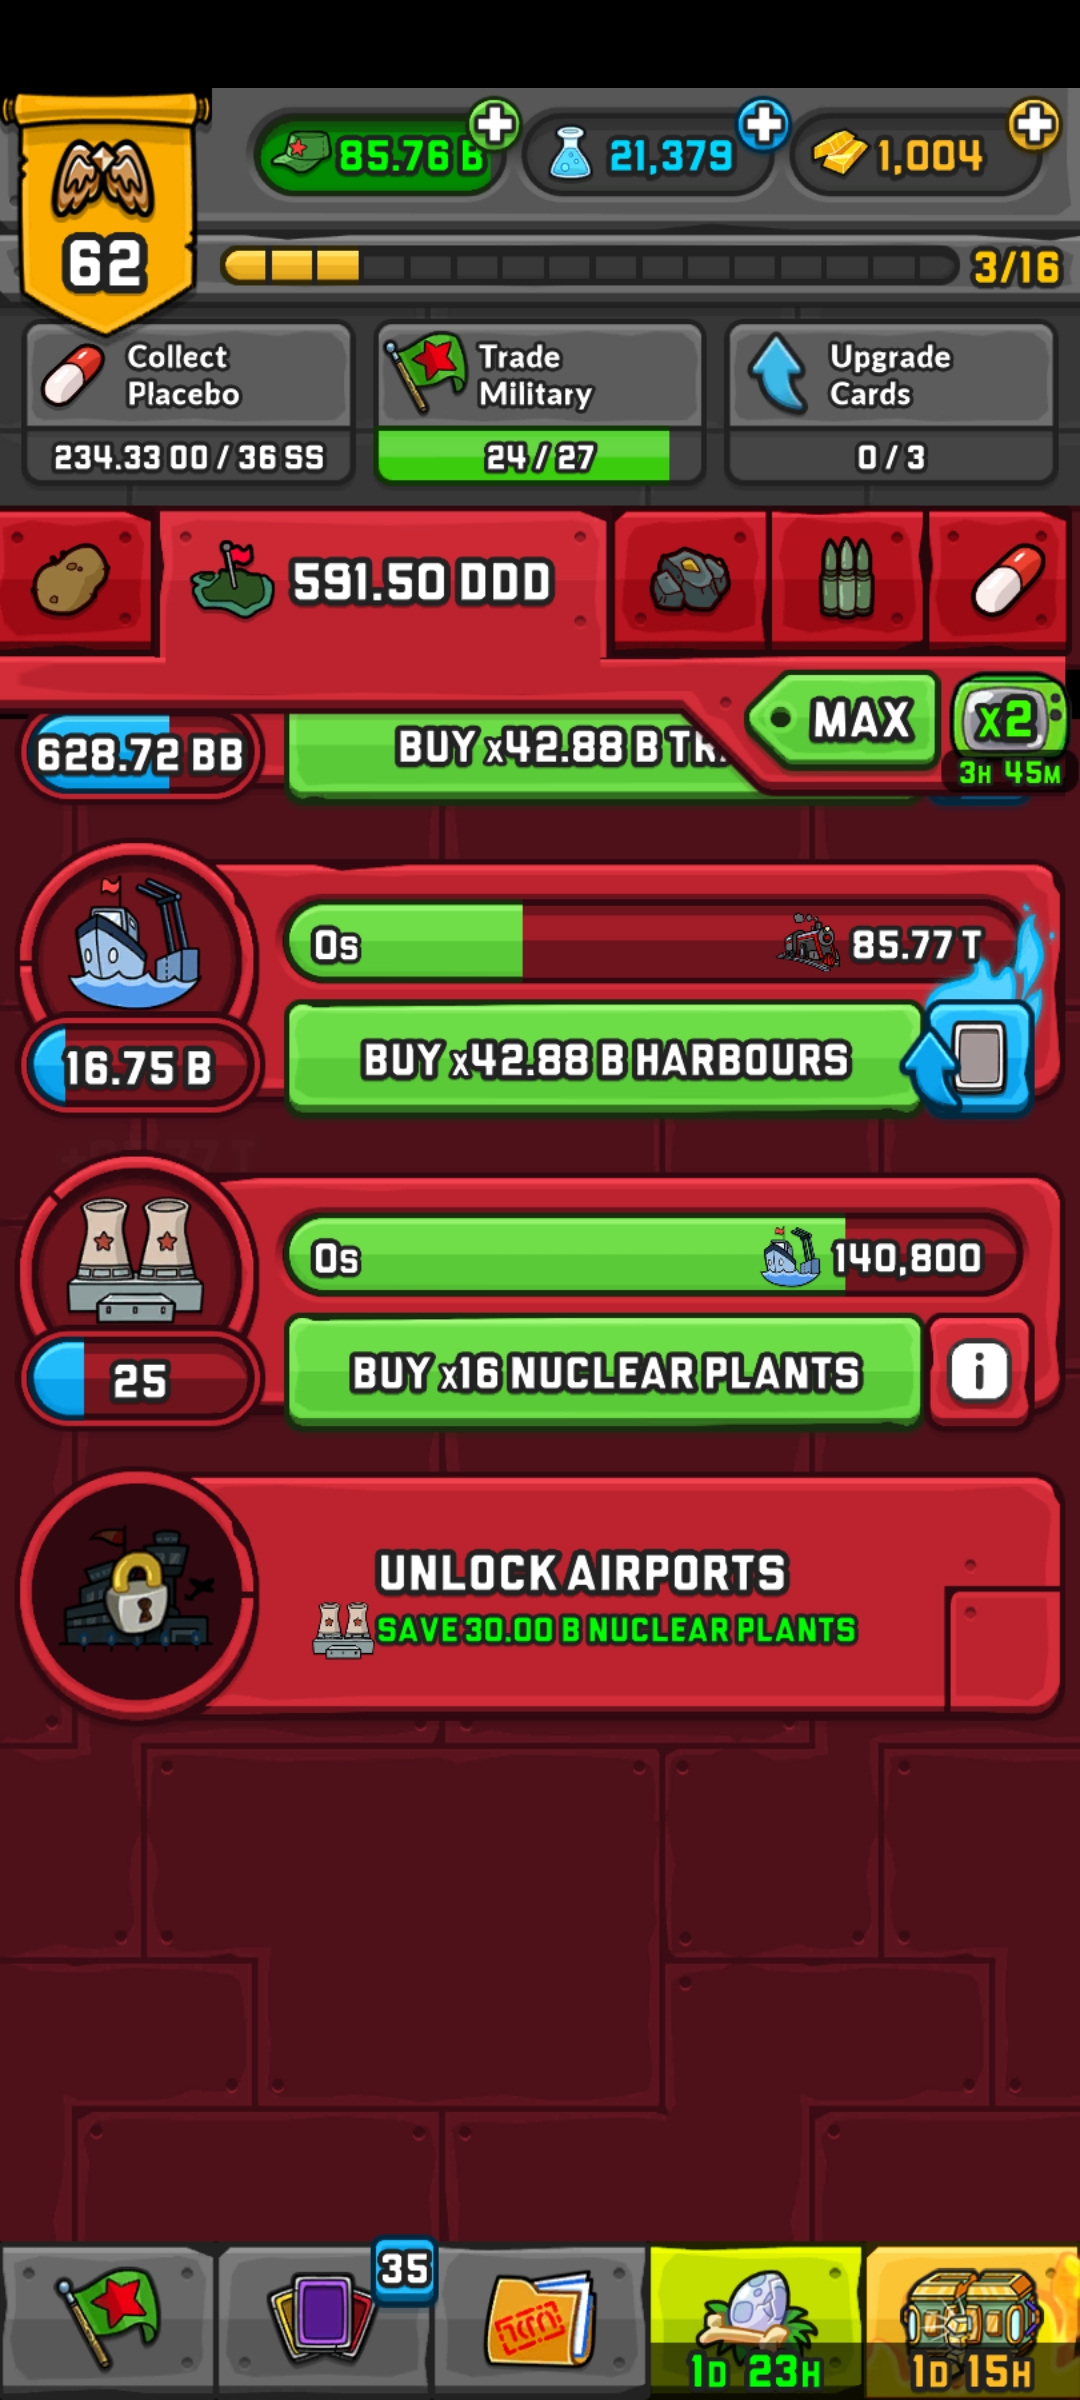 85.76 B
21,379
1,004
62
3/16
Collect
Placebo
234.33 OO / 36 SS
Trade
Military
24 / 27
Upgrade
Cards
0 / 3
591.50 DDD
MAX
x2
3H 45M
628.72 BB
BUY x42.88 B
0s
85.77 T
16.75 B
BUY x42.88 B HARBOURS
0s
140,800
25
BUY x16 NUCLEAR PLANTS
i
UNLOCK AIRPORTS
SAVE 30.00 B NUCLEAR PLANTS
35
1D 23H
1D 15H